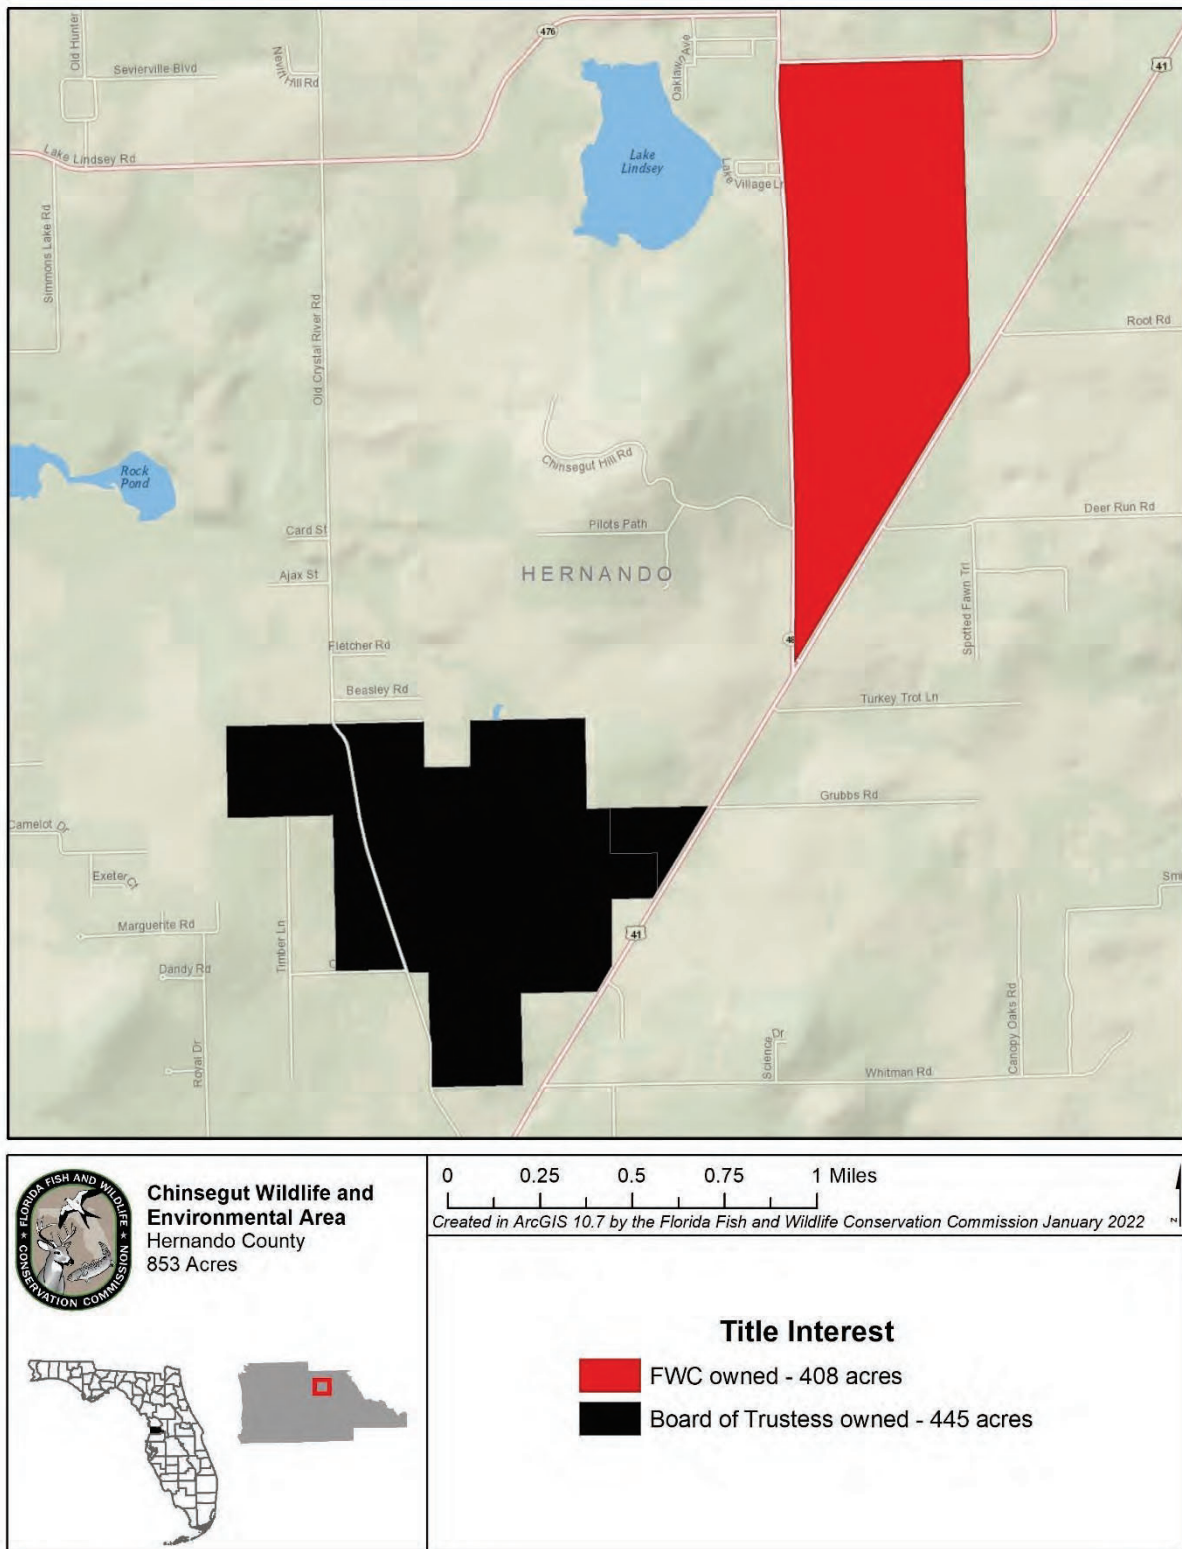 Old Hunter
Sevierville Blvd
Nevitt Hill Rd
476
Oaklawn Ave
41
Lake Lindsey Rd
Lake
Lindsey
Lake
Village Ln
Simmons Lake Rd
Old Crystal River Rd
Root Rd
Chinsegut Hill Rd
Rock
Pond
Deer Run Rd
Pilots Path
Card St
HERNANDO
Ajax St
Spotted Fawn Trl
Fletcher Rd
Beasley Rd
Turkey Trot Ln
Grubbs Rd
Camelot Dr
Exeter Ct
Marguerite Rd
41
Timber Ln
Dandy Rd
Canopy Oaks Rd
Royal Dr
Science Dr
Whitman Rd
FLORIDA FISH AND WILDLIFE
CONSERVATION COMMISSION
Chinsegut Wildlife and
Environmental Area
Hernando County
853 Acres
0 0.25 0.5 0.75 1 Miles
Created in ArcGIS 10.7 by the Florida Fish and Wildlife Conservation Commission January 2022
Title Interest
FWC owned - 408 acres
Board of Trustess owned - 445 acres